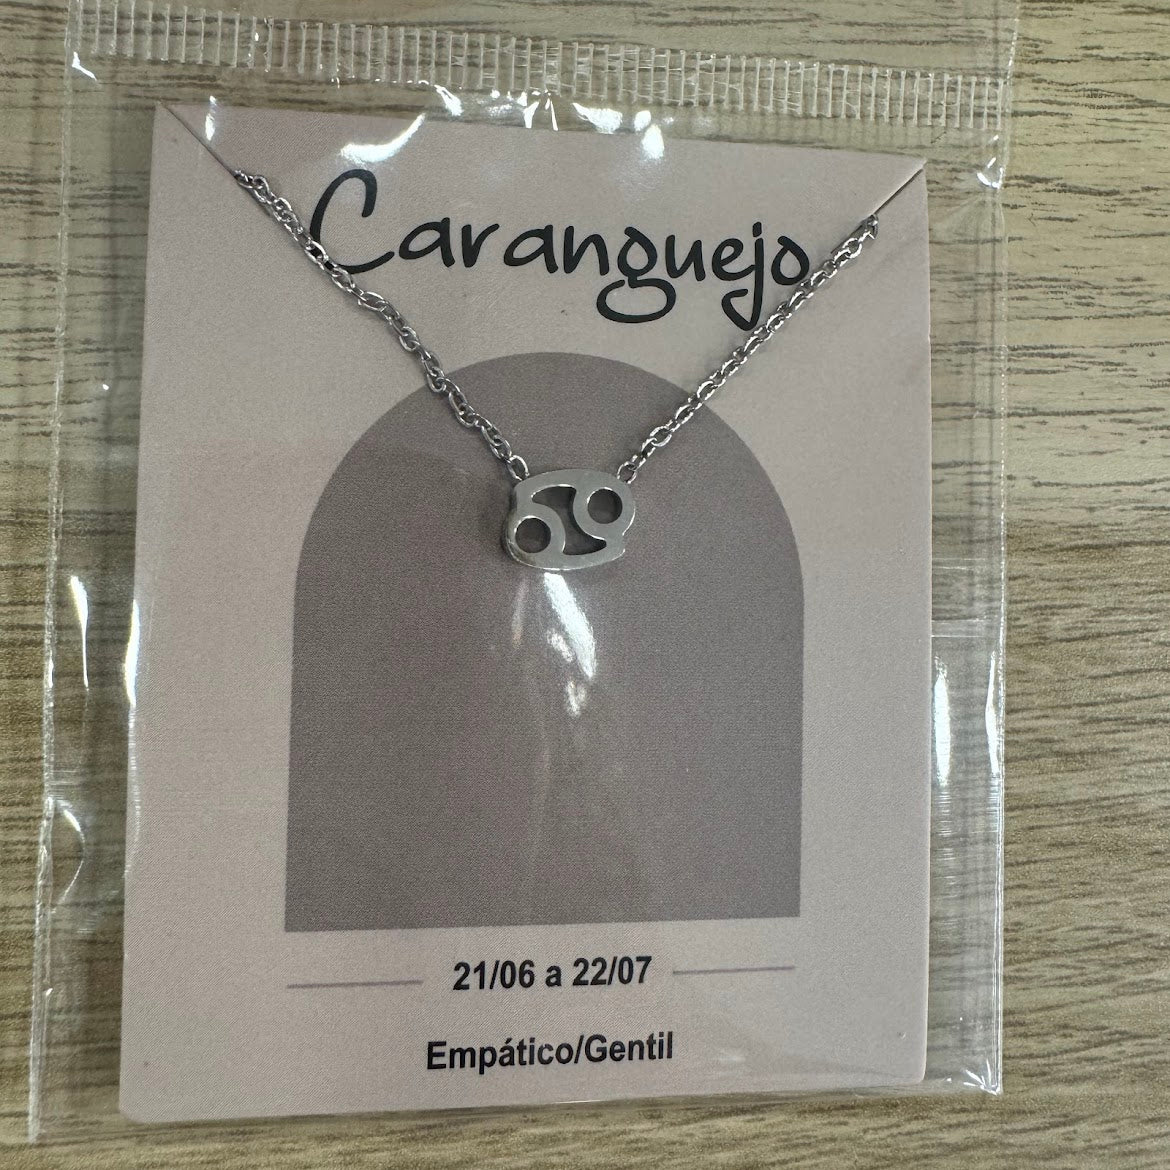 Caranguejo
21/06 a 22/07
Empático/Gentil